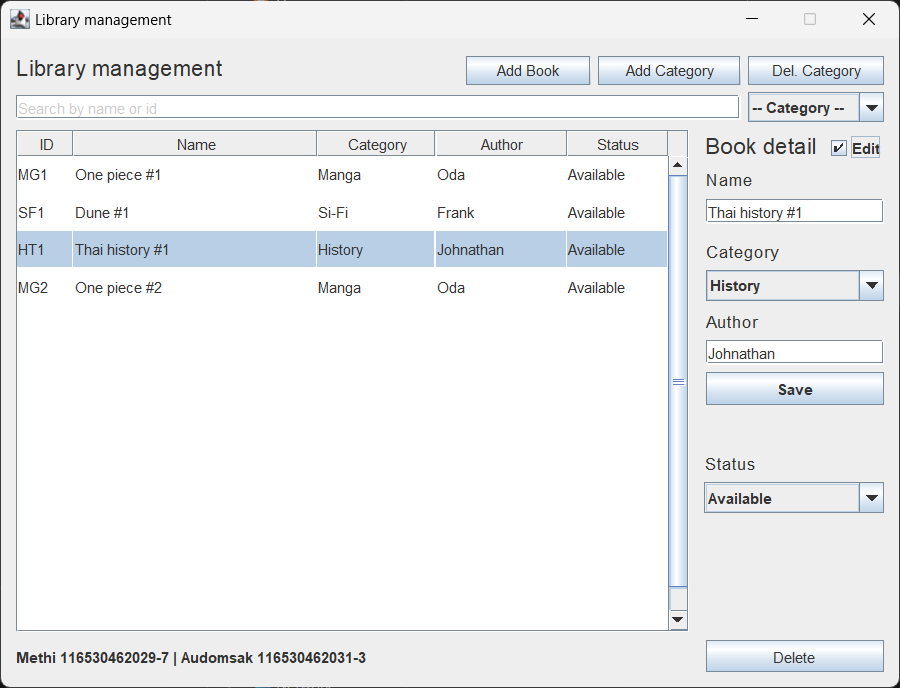 Library management
Library management
Add Book
Add Category
Del. Category
Search by name or id
-- Category --
ID Name Category Author Status
MG1 One piece #1 Manga Oda Available
SF1 Dune #1 Si-Fi Frank Available
HT1 Thai history #1 History Johnathan Available
MG2 One piece #2 Manga Oda Available
Book detail
Edit
Name
Thai history #1
Category
History
Author
Johnathan
Save
Status
Available
Methi 116530462029-7 | Audomsak 116530462031-3
Delete